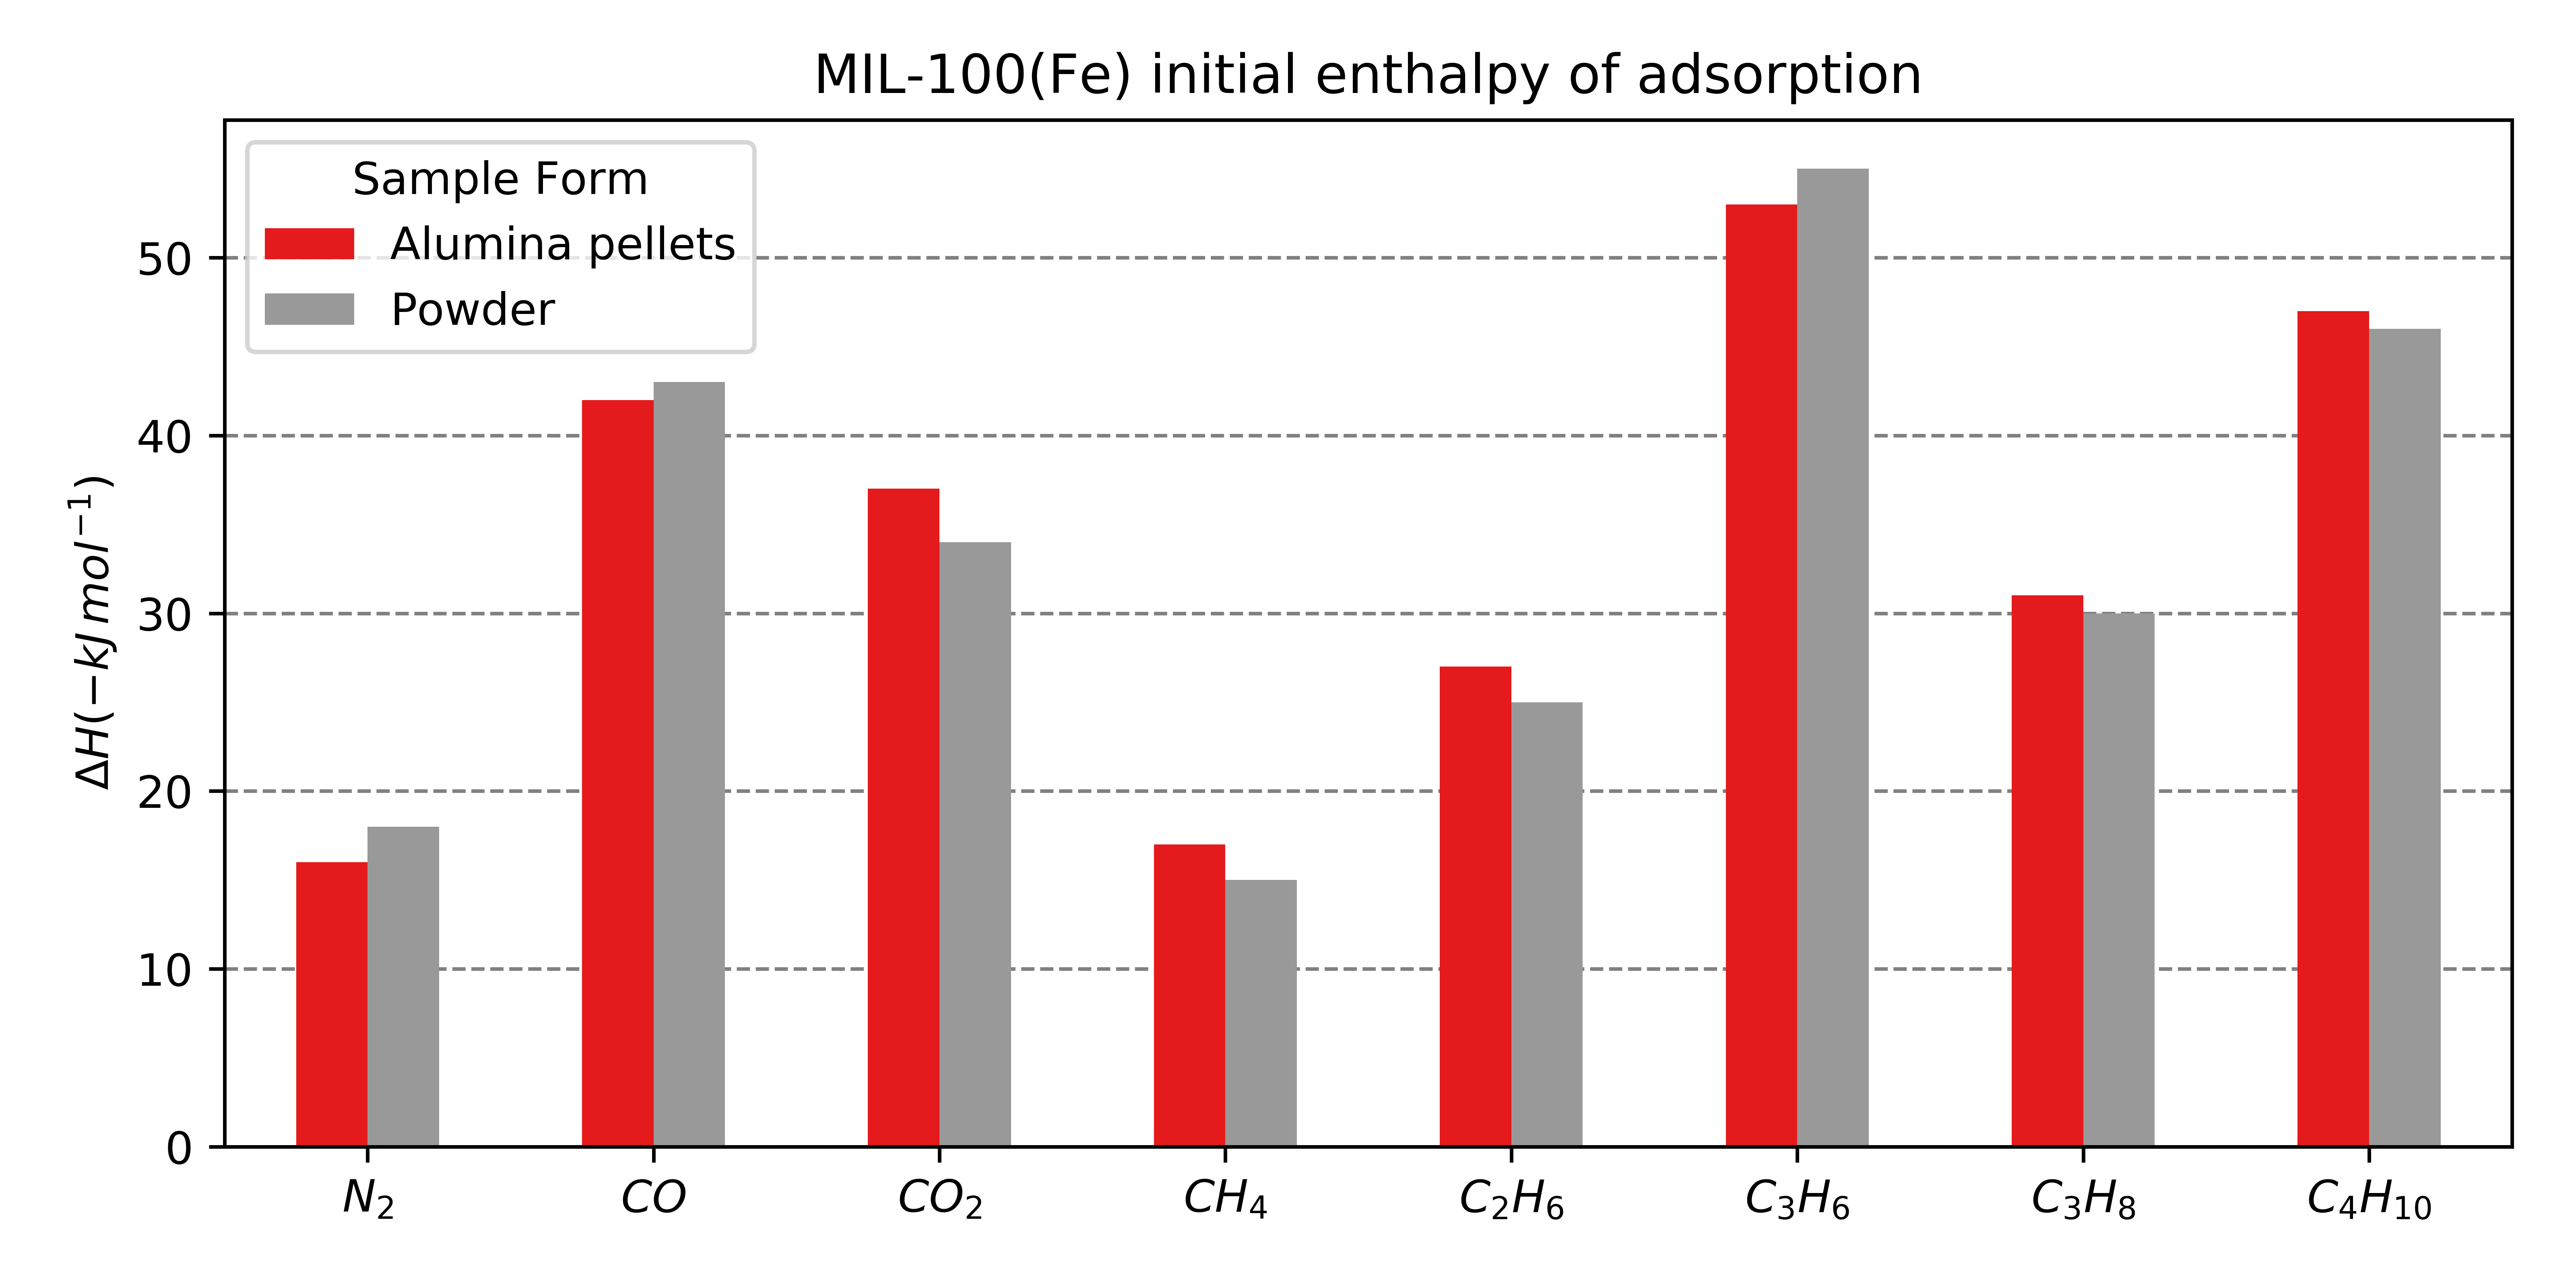 MIL-100(Fe) initial enthalpy of adsorption
Sample Form
Alumina pellets
Powder
ΔH(−kJ mol⁻¹)
50
40
30
20
10
0
N₂ CO CO₂ CH₄ C₂H₆ C₃H₆ C₃H₈ C₄H₁₀